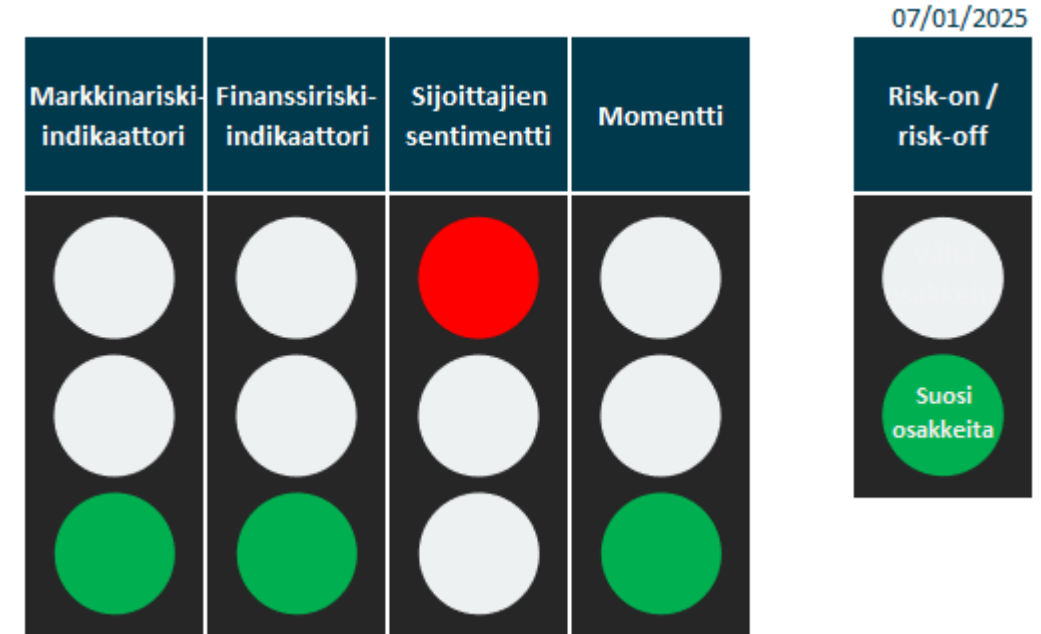 07/01/2025
Markkinariski-
indikaattori
Finanssiriski-
indikaattori
Sijoittajien
sentimentti
Momentti
Risk-on /
risk-off
Suosi
osakkeita